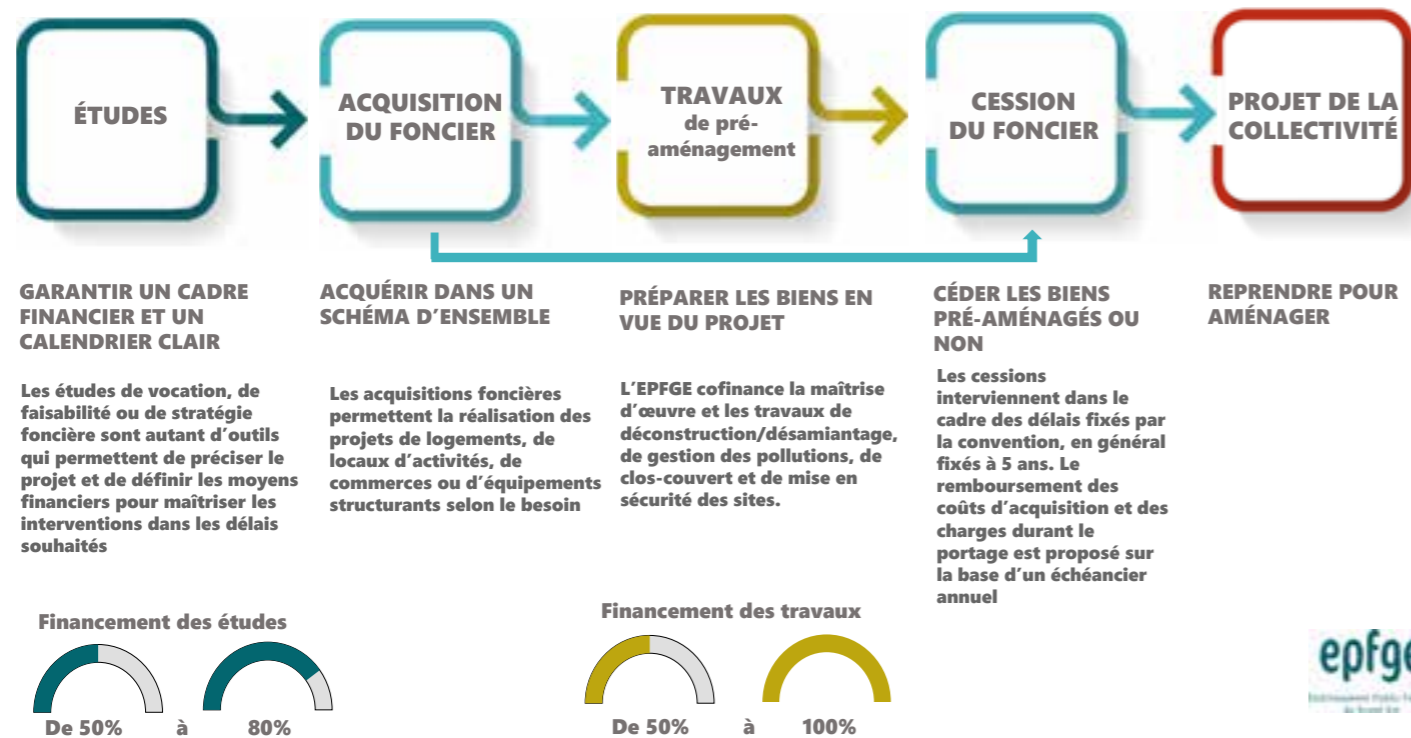 ÉTUDES
ACQUISITION
DU FONCIER
TRAVAUX
de pré-
aménagement
CESSION
DU FONCIER
PROJET DE LA
COLLECTIVITÉ
GARANTIR UN CADRE
FINANCIER ET UN
CALENDRIER CLAIR
Les études de vocation, de
faisabilité ou de stratégie
foncière sont autant d’outils
qui permettent de préciser le
projet et de définir les moyens
financiers pour maîtriser les
interventions dans les délais
souhaités
ACQUÉRIR DANS UN
SCHÉMA D’ENSEMBLE
Les acquisitions foncières
permettent la réalisation des
projets de logements, de
locaux d’activités, de
commerces ou d’équipements
structurants selon le besoin
PRÉPARER LES BIENS EN
VUE DU PROJET
L’EPFGE cofinance la maîtrise
d’œuvre et les travaux de
déconstruction/désamiantage,
de gestion des pollutions, de
clos-couvert et de mise en
sécurité des sites.
CÉDER LES BIENS
PRÉ-AMÉNAGÉS OU
NON
Les cessions
interviennent dans le
cadre des délais fixés par
la convention, en général
fixés à 5 ans. Le
remboursement des
coûts d’acquisition et des
charges durant le
portage est proposé sur
la base d’un échéancier
annuel
REPRENDRE POUR
AMÉNAGER
Financement des études
De 50% à 80%
Financement des travaux
De 50% à 100%
epfge